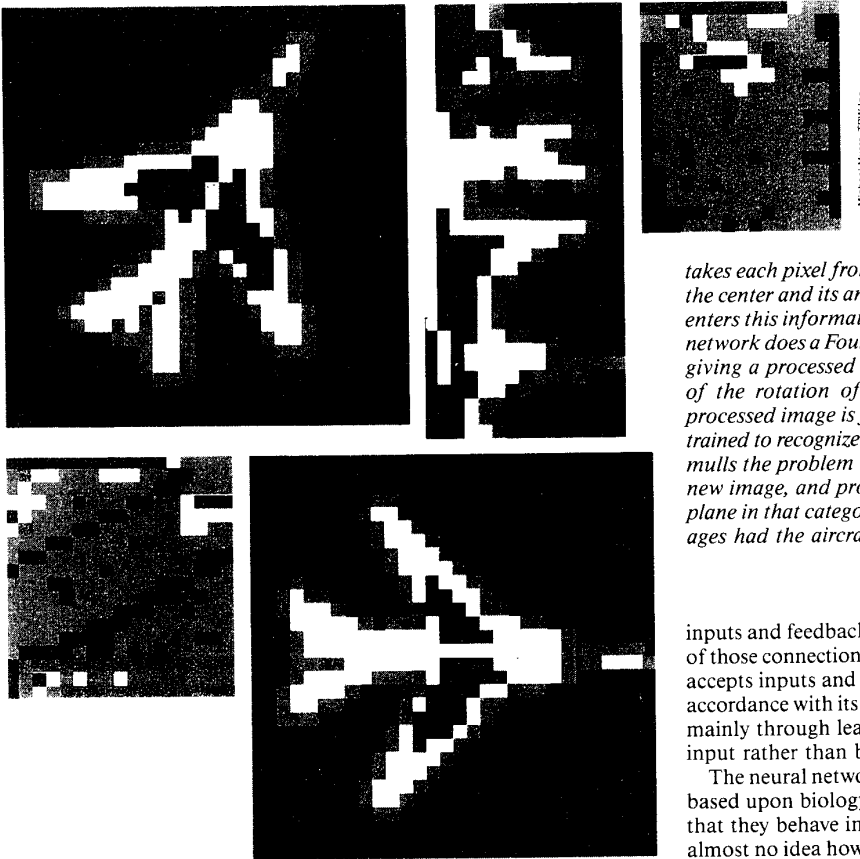 takes each pixel fro
the center and its ar
enters this informat
network does a Four
giving a processed
of the rotation of
processed image is
trained to recognize
mulls the problem
new image, and pro
plane in that catego
ages had the aircra
inputs and feedbac
of those connection
accepts inputs and
accordance with its
mainly through lea
input rather than b
The neural netwo
based upon biology
that they behave in
almost no idea how